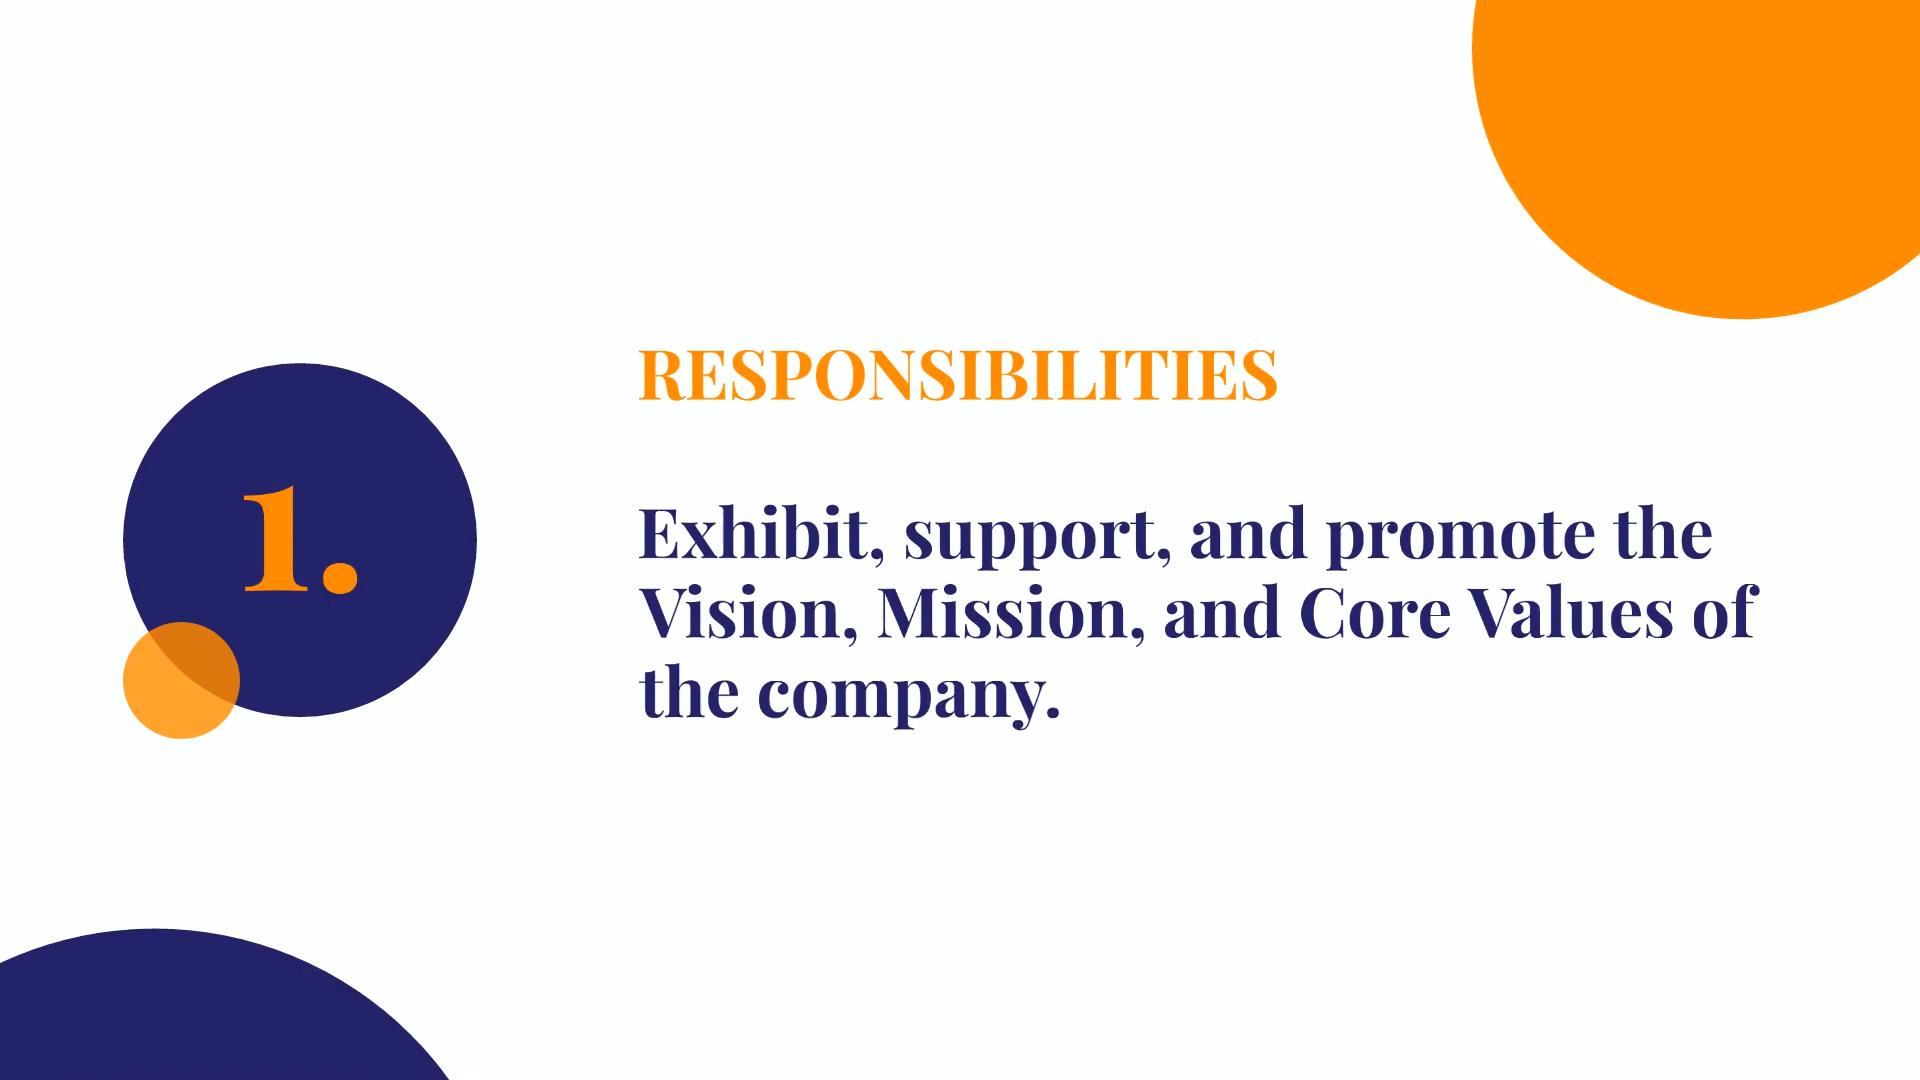 1.
RESPONSIBILITIES
Exhibit, support, and promote the
Vision, Mission, and Core Values of
the company.